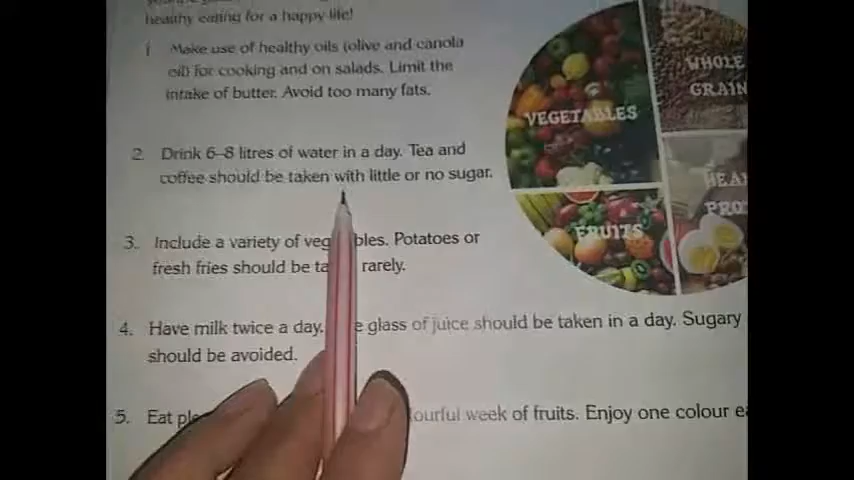 healthy eating for a happy life!
1 Make use of healthy oils (olive and canola
oil) for cooking and on salads. Limit the
intake of butter. Avoid too many fats.
2. Drink 6–8 litres of water in a day. Tea and
coffee should be taken with little or no sugar.
3. Include a variety of veg bles. Potatoes or
fresh fries should be ta rarely.
4. Have milk twice a day. e glass of juice should be taken in a day. Sugary
should be avoided.
5. Eat ple ourful week of fruits. Enjoy one colour ea
VEGETABLES
WHOLE
GRAIN
FRUITS
HEA
PRO